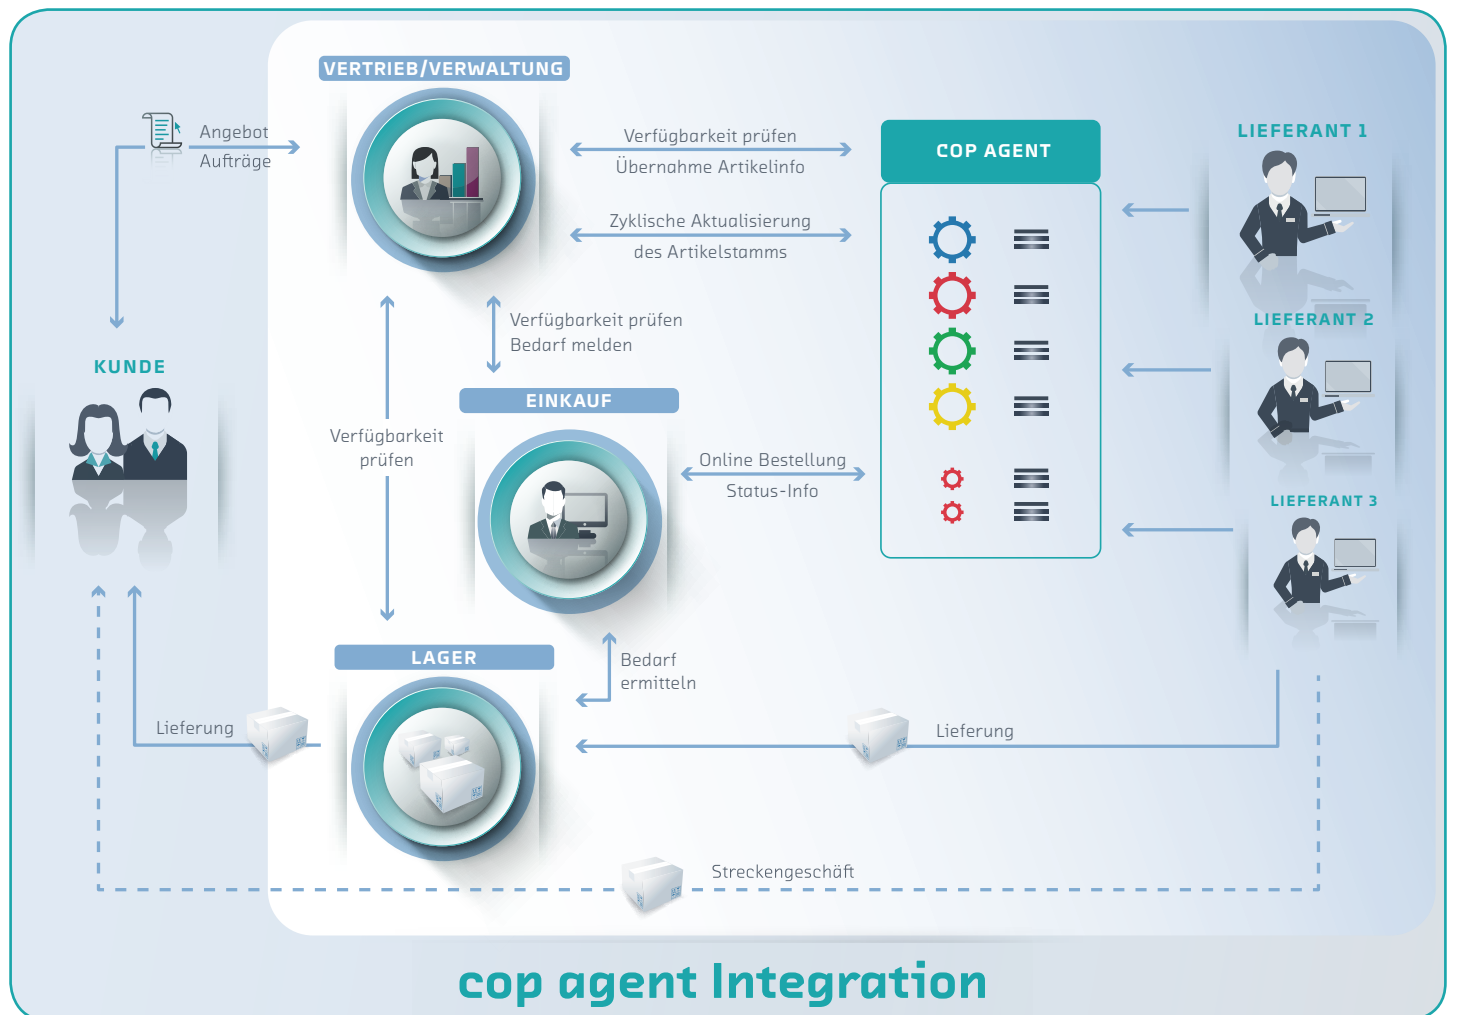 VERTRIEB/VERWALTUNG
Angebot
Aufträge
Verfügbarkeit prüfen
Übernahme Artikelinfo
Zyklische Aktualisierung
des Artikelstamms
COP AGENT
LIEFERANT 1
LIEFERANT 2
LIEFERANT 3
Verfügbarkeit prüfen
Bedarf melden
KUNDE
EINKAUF
Verfügbarkeit
prüfen
Online Bestellung
Status-Info
LAGER
Bedarf
ermitteln
Lieferung
Lieferung
Streckengeschäft
cop agent Integration